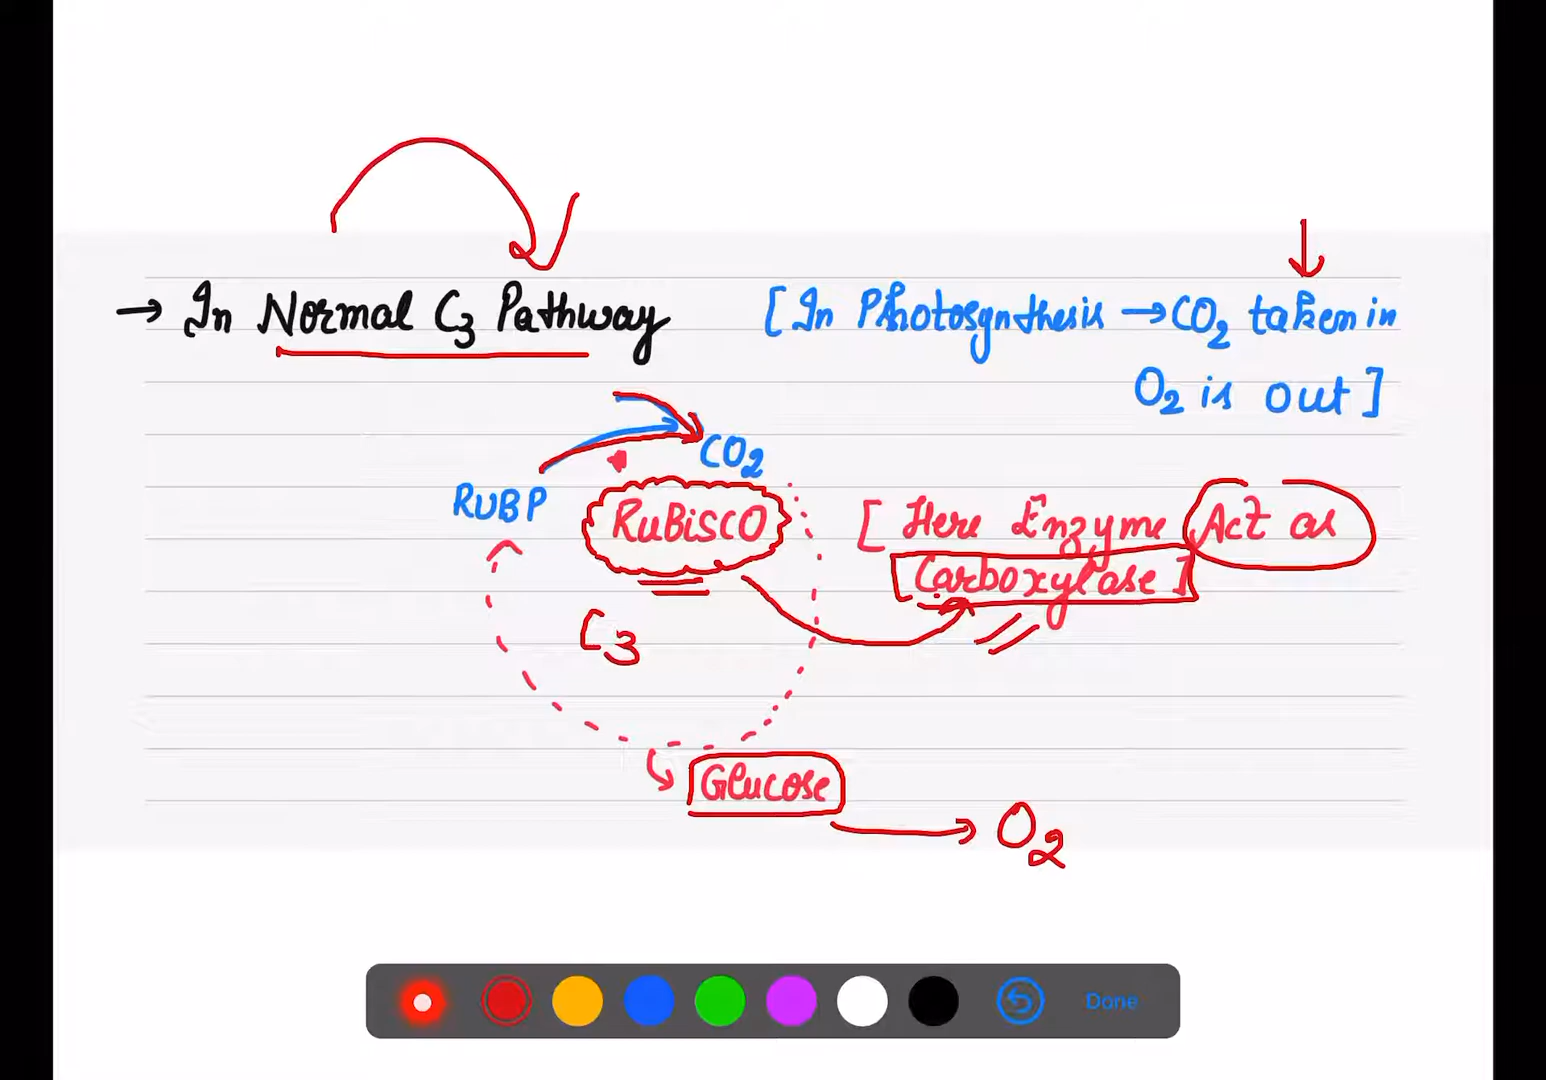 → In Normal C3 Pathway [In Photosynthesis → CO2 taken in
O2 is out]
CO2
RUBP
RuBisCO [Here Enzyme Act as
Carboxylase]
C3
Glucose → O2
Done